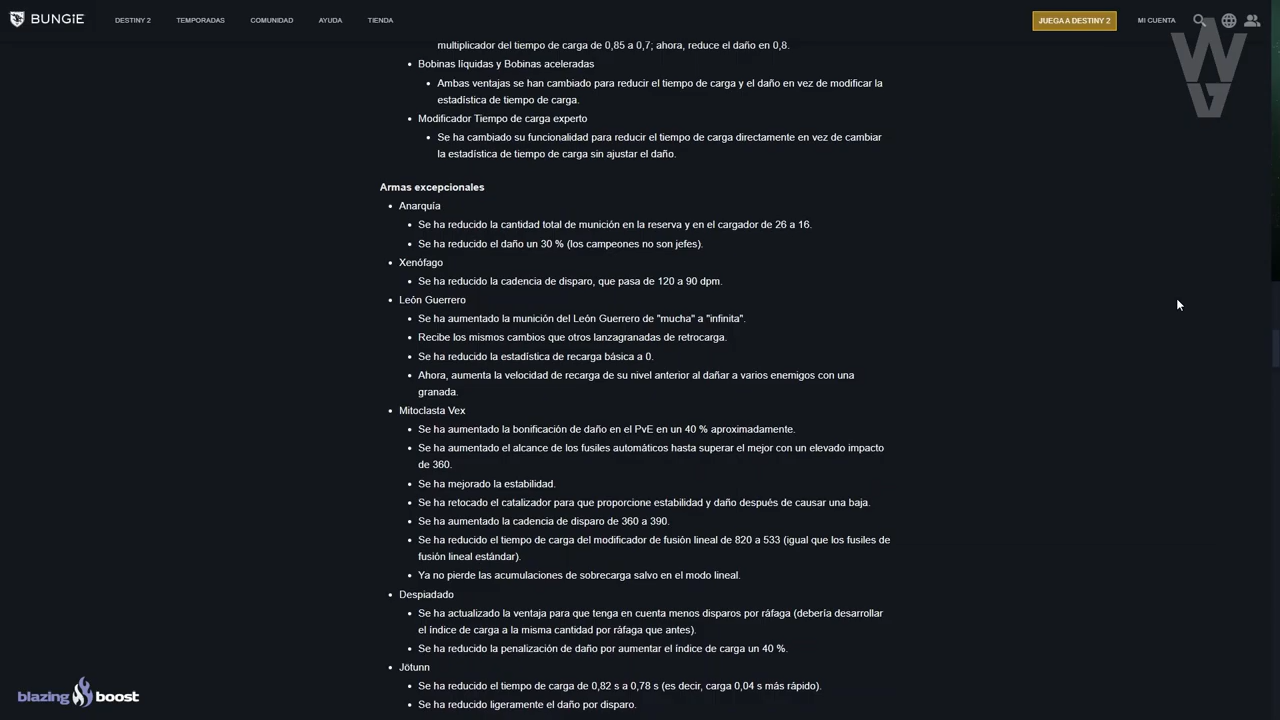 BUNGiE
DESTINY 2
TEMPORADAS
COMUNIDAD
AYUDA
TIENDA
JUEGA A DESTINY 2
MI CUENTA
multiplicador del tiempo de carga de 0,85 a 0,7; ahora, reduce el daño en 0,8.
Bobinas líquidas y Bobinas aceleradas
Ambas ventajas se han cambiado para reducir el tiempo de carga y el daño en vez de modificar la
estadística de tiempo de carga.
Modificador Tiempo de carga experto
Se ha cambiado su funcionalidad para reducir el tiempo de carga directamente en vez de cambiar
la estadística de tiempo de carga sin ajustar el daño.
Armas excepcionales
Anarquía
Se ha reducido la cantidad total de munición en la reserva y en el cargador de 26 a 16.
Se ha reducido el daño un 30 % (los campeones no son jefes).
Xenófago
Se ha reducido la cadencia de disparo, que pasa de 120 a 90 dpm.
León Guerrero
Se ha aumentado la munición del León Guerrero de "mucha" a "infinita".
Recibe los mismos cambios que otros lanzagranadas de retrocarga.
Se ha reducido la estadística de recarga básica a 0.
Ahora, aumenta la velocidad de recarga de su nivel anterior al dañar a varios enemigos con una
granada.
Mitoclasta Vex
Se ha aumentado la bonificación de daño en el PvE en un 40 % aproximadamente.
Se ha aumentado el alcance de los fusiles automáticos hasta superar el mejor con un elevado impacto
de 360.
Se ha mejorado la estabilidad.
Se ha retocado el catalizador para que proporcione estabilidad y daño después de causar una baja.
Se ha aumentado la cadencia de disparo de 360 a 390.
Se ha reducido el tiempo de carga del modificador de fusión lineal de 820 a 533 (igual que los fusiles de
fusión lineal estándar).
Ya no pierde las acumulaciones de sobrecarga salvo en el modo lineal.
Despiadado
Se ha actualizado la ventaja para que tenga en cuenta menos disparos por ráfaga (debería desarrollar
el índice de carga a la misma cantidad por ráfaga que antes).
Se ha reducido la penalización de daño por aumentar el índice de carga un 40 %.
Jötunn
Se ha reducido el tiempo de carga de 0,82 s a 0,78 s (es decir, carga 0,04 s más rápido).
Se ha reducido ligeramente el daño por disparo.
blazing boost